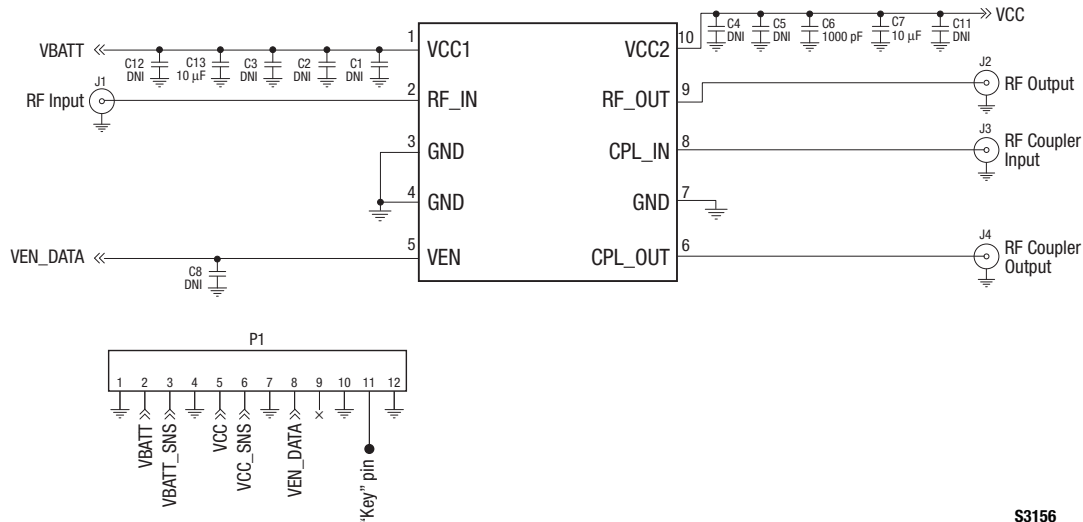 VBATT
C12
DNI
C13
10 µF
C3
DNI
C2
DNI
C1
DNI
1
VCC1
VCC2
10
C4
DNI
C5
DNI
C6
1000 pF
C7
10 µF
C11
DNI
VCC
RF Input
J1
2
RF_IN
RF_OUT
9
J2
RF Output
3
GND
CPL_IN
8
J3
RF Coupler
Input
4
GND
GND
7
VEN_DATA
C8
DNI
5
VEN
CPL_OUT
6
J4
RF Coupler
Output
P1
1 2 3 4 5 6 7 8 9 10 11 12
VBATT
VBATT_SNS
VCC
VCC_SNS
VEN_DATA
"Key" pin
S3156